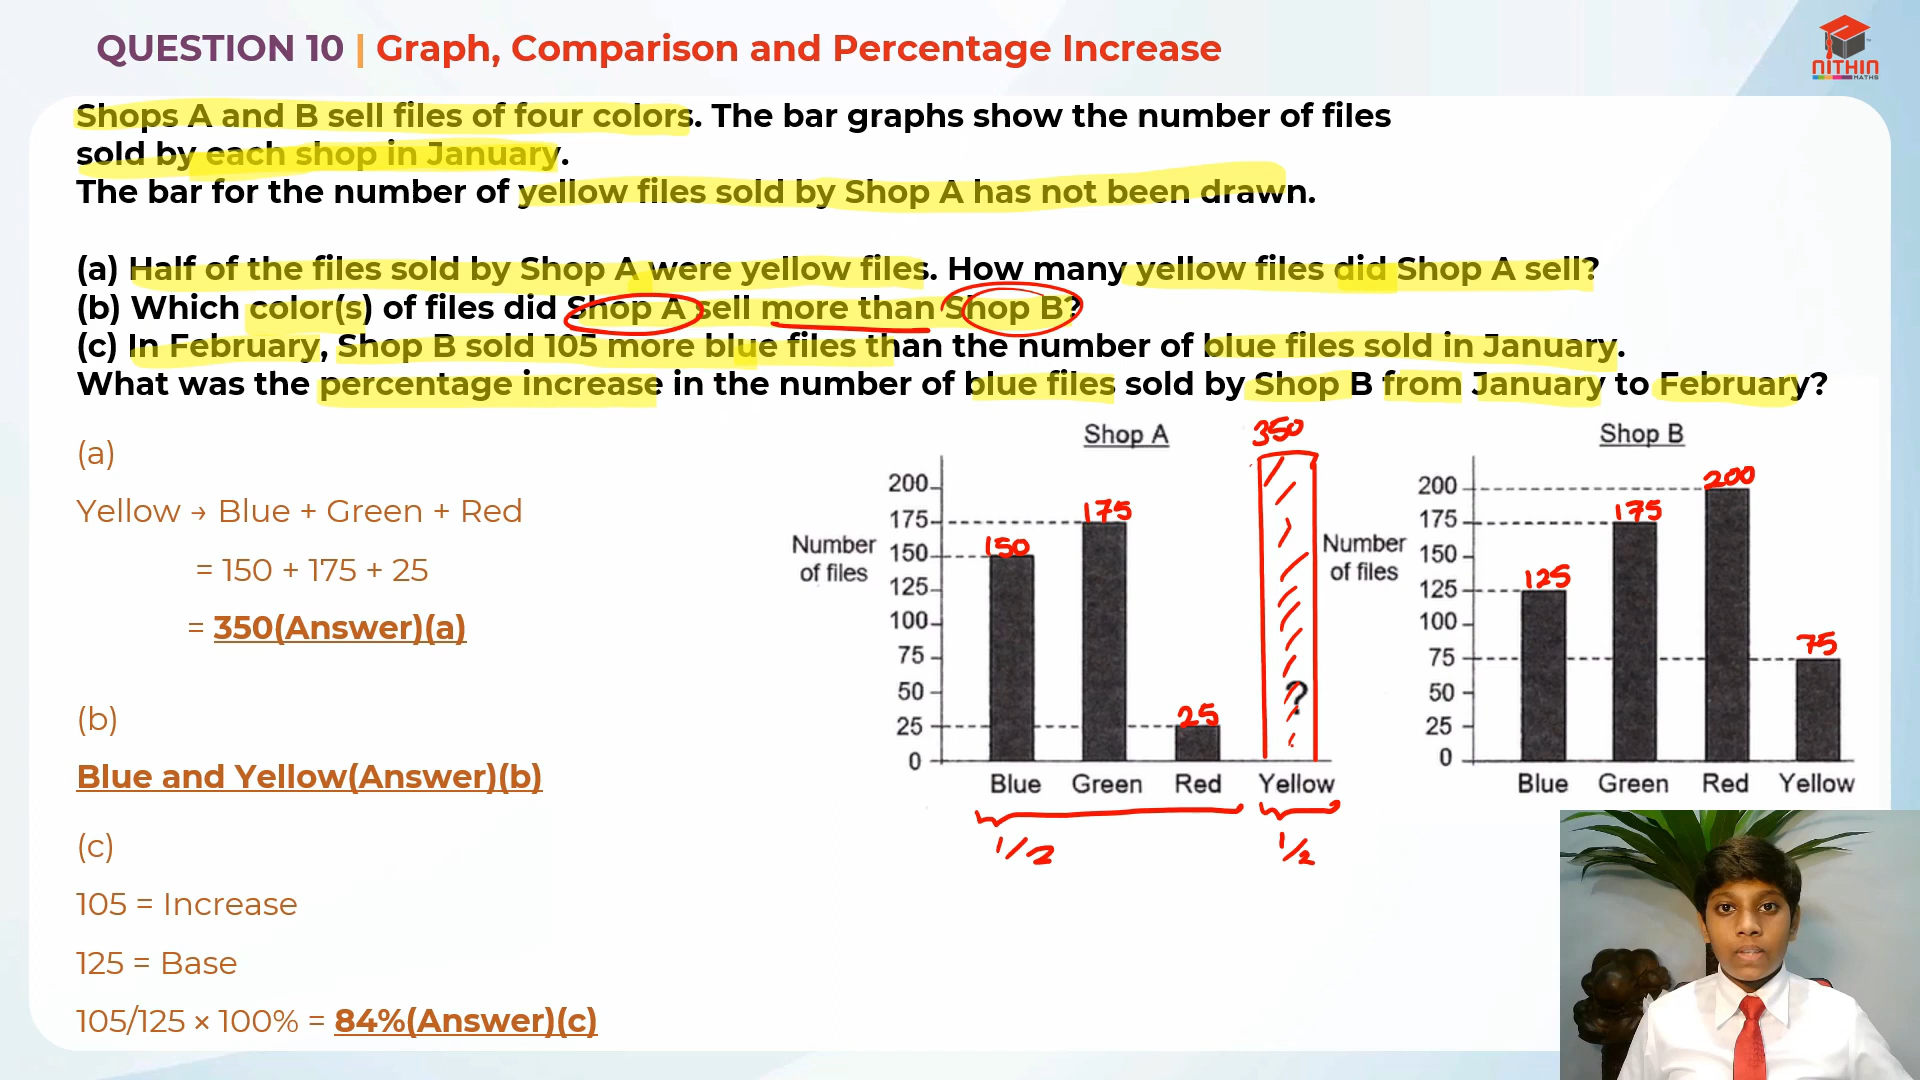 QUESTION 10 | Graph, Comparison and Percentage Increase
NITHIN
MATHS
Shops A and B sell files of four colors. The bar graphs show the number of files
sold by each shop in January.
The bar for the number of yellow files sold by Shop A has not been drawn.
(a) Half of the files sold by Shop A were yellow files. How many yellow files did Shop A sell?
(b) Which color(s) of files did Shop A sell more than Shop B?
(c) In February, Shop B sold 105 more blue files than the number of blue files sold in January.
What was the percentage increase in the number of blue files sold by Shop B from January to February?
(a)
Yellow → Blue + Green + Red
= 150 + 175 + 25
= 350(Answer)(a)
(b)
Blue and Yellow(Answer)(b)
(c)
105 = Increase
125 = Base
105/125 × 100% = 84%(Answer)(c)
Shop A
350
Number
of files
200
175
150
125
100
75
50
25
0
150
175
25
?
Blue Green Red Yellow
1/2 1/2
Shop B
Number
of files
200
175
150
125
100
75
50
25
0
125
175
200
75
Blue Green Red Yellow